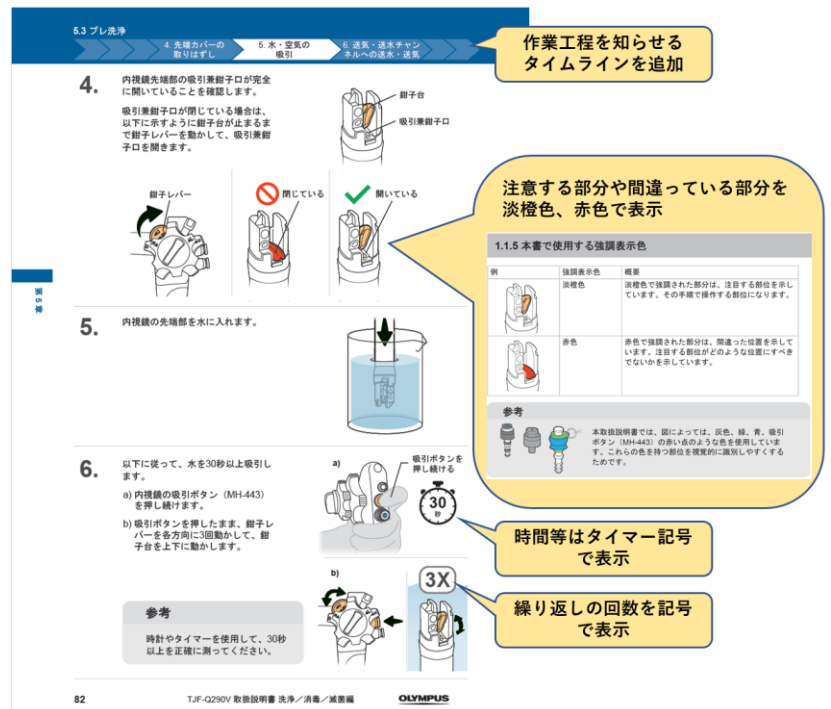 5.3 プレ洗浄
4. 先端カバーの
取りはずし
5. 水・空気の
吸引
6. 送気・送水チャン
ネルへの送水・送気
作業工程を知らせる
タイムラインを追加
4.
内視鏡先端部の吸引兼鉗子口が完全
に開いていることを確認します。
吸引兼鉗子口が閉じている場合は、
以下に示すように鉗子台が止まるま
で鉗子レバーを動かして、吸引兼鉗
子口を開きます。
鉗子台
吸引兼鉗子口
鉗子レバー
閉じている
開いている
注意する部分や間違っている部分を
淡橙色、赤色で表示
1.1.5 本書で使用する強調表示色
例
強調表示色
概要
淡橙色
淡橙色で強調された部分は、注目する部位を示し
ています。その手順で操作する部位になります。
赤色
赤色で強調された部分は、間違った位置を示して
います。注目する部位がどのような位置にすべき
でないかを示しています。
参考
本取扱説明書では、図によっては、灰色、緑、青、吸引
ボタン（MH-443）の赤い点のような色を使用していま
す。これらの色を持つ部位を視覚的に識別しやすくする
ためです。
第5章
5.
内視鏡の先端部を水に入れます。
6.
以下に従って、水を30秒以上吸引し
ます。
a) 内視鏡の吸引ボタン（MH-443）
を押し続けます。
b) 吸引ボタンを押したまま、鉗子レ
バーを各方向に3回動かして、鉗
子台を上下に動かします。
a)
吸引ボタンを
押し続ける
30
秒
時間等はタイマー記号
で表示
b)
3X
繰り返しの回数を記号
で表示
参考
時計やタイマーを使用して、30秒
以上を正確に測ってください。
82
TJF-Q290V 取扱説明書 洗浄／消毒／滅菌編
OLYMPUS